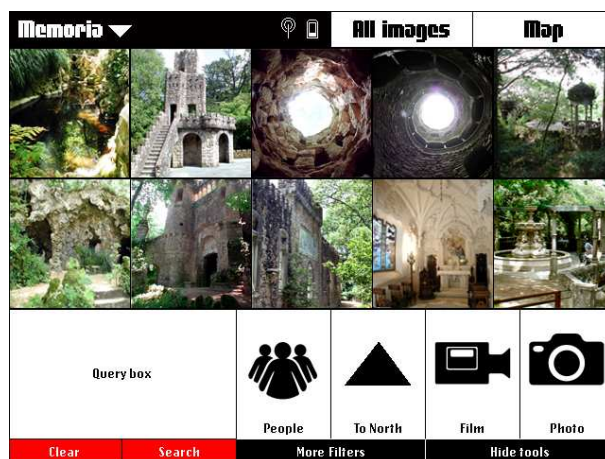 Memoria
All images
Map
Query box
People
To North
Film
Photo
Clear
Search
More Filters
Hide tools